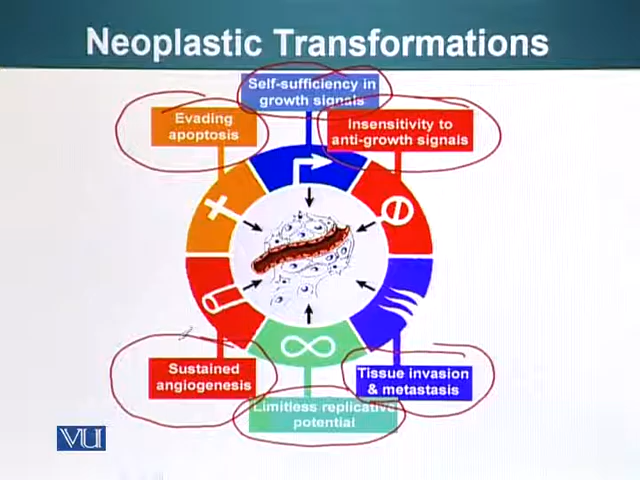 Neoplastic Transformations
Self-sufficiency in
growth signals
Evading
apoptosis
Insensitivity to
anti-growth signals
Sustained
angiogenesis
Tissue invasion
& metastasis
Limitless replicative
potential
VU